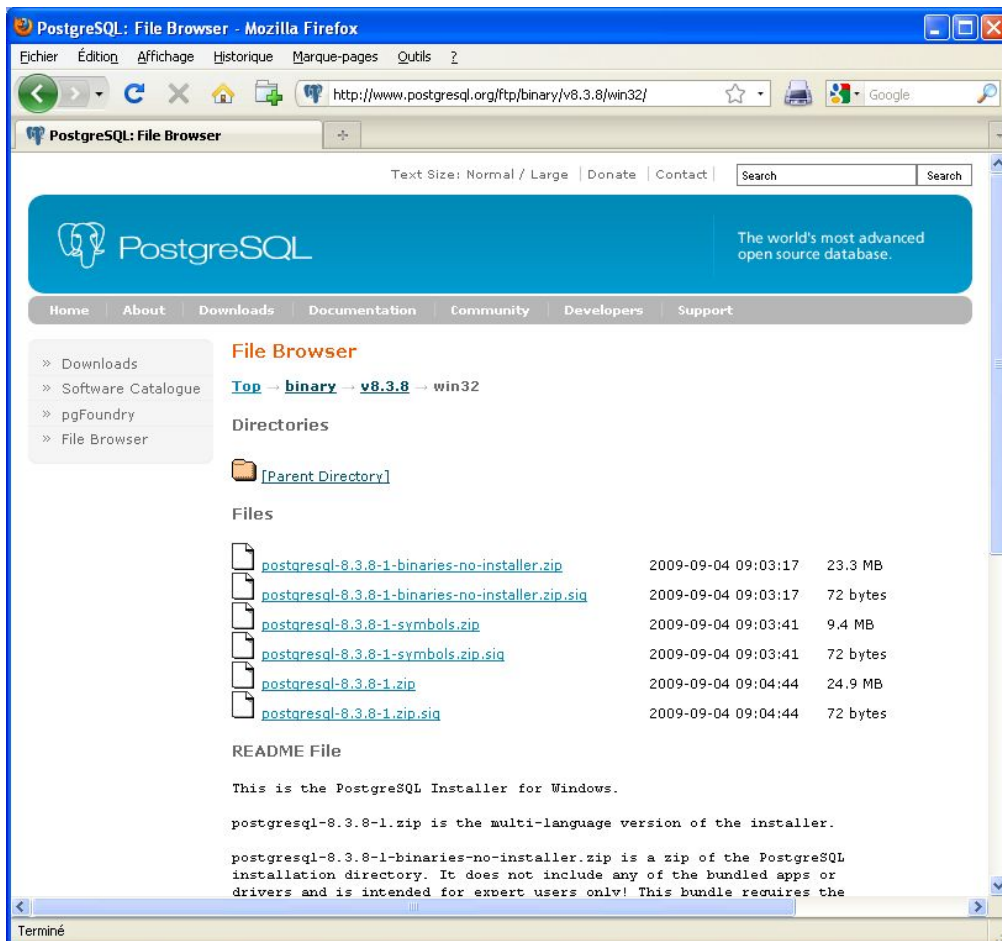 PostgreSQL: File Browser - Mozilla Firefox
Fichier Édition Affichage Historique Marque-pages Outils ?
http://www.postgresql.org/ftp/binary/v8.3.8/win32/ Google
PostgreSQL: File Browser
Text Size: Normal / Large | Donate | Contact | Search Search
PostgreSQL
The world's most advanced
open source database.
Home About Downloads Documentation Community Developers Support
» Downloads
» Software Catalogue
» pgFoundry
» File Browser
File Browser
Top → binary → v8.3.8 → win32
Directories
[Parent Directory]
Files
postgresql-8.3.8-1-binaries-no-installer.zip 2009-09-04 09:03:17 23.3 MB
postgresql-8.3.8-1-binaries-no-installer.zip.sig 2009-09-04 09:03:17 72 bytes
postgresql-8.3.8-1-symbols.zip 2009-09-04 09:03:41 9.4 MB
postgresql-8.3.8-1-symbols.zip.sig 2009-09-04 09:03:41 72 bytes
postgresql-8.3.8-1.zip 2009-09-04 09:04:44 24.9 MB
postgresql-8.3.8-1.zip.sig 2009-09-04 09:04:44 72 bytes
README File
This is the PostgreSQL Installer for Windows.
postgresql-8.3.8-1.zip is the multi-language version of the installer.
postgresql-8.3.8-1-binaries-no-installer.zip is a zip of the PostgreSQL
installation directory. It does not include any of the bundled apps or
drivers and is intended for expert users only! This bundle requires the
Terminé